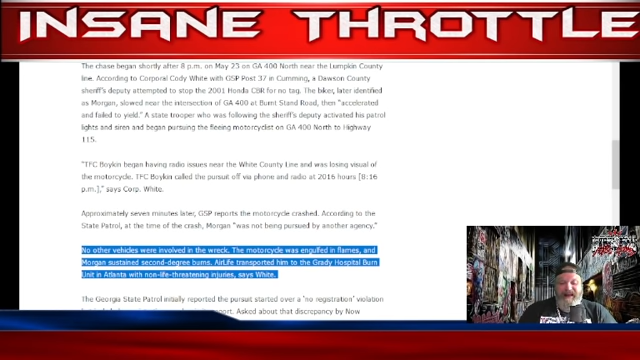 INSANE THROTTLE
The chase began shortly after 8 p.m. on May 23 on GA 400 North near the Lumpkin County
line. According to Corporal Cody White with GSP Post 37 in Cumming, a Dawson County
sheriff's deputy attempted to stop the 2001 Honda CBR for no tag. The biker, later identified
as Morgan, slowed near the intersection of GA 400 at Burnt Stand Road, then "accelerated
and failed to yield." A state trooper who was following the sheriff's deputy activated his patrol
lights and siren and began pursuing the fleeing motorcyclist on GA 400 North to Highway
115.
"TFC Boykin began having radio issues near the White County Line and was losing visual of
the motorcycle. TFC Boykin called the pursuit off via phone and radio at 2016 hours [8:16
p.m.]," says Corp. White.
Approximately seven minutes later, GSP reports the motorcycle crashed. According to the
State Patrol, at the time of the crash, Morgan "was not being pursued by another agency."
No other vehicles were involved in the wreck. The motorcycle was engulfed in flames, and
Morgan sustained second-degree burns. AirLife transported him to the Grady Hospital Burn
Unit in Atlanta with non-life-threatening injuries, says White.
The Georgia State Patrol initially reported the pursuit started over a 'no registration' violation
Asked about that discrepancy by Now